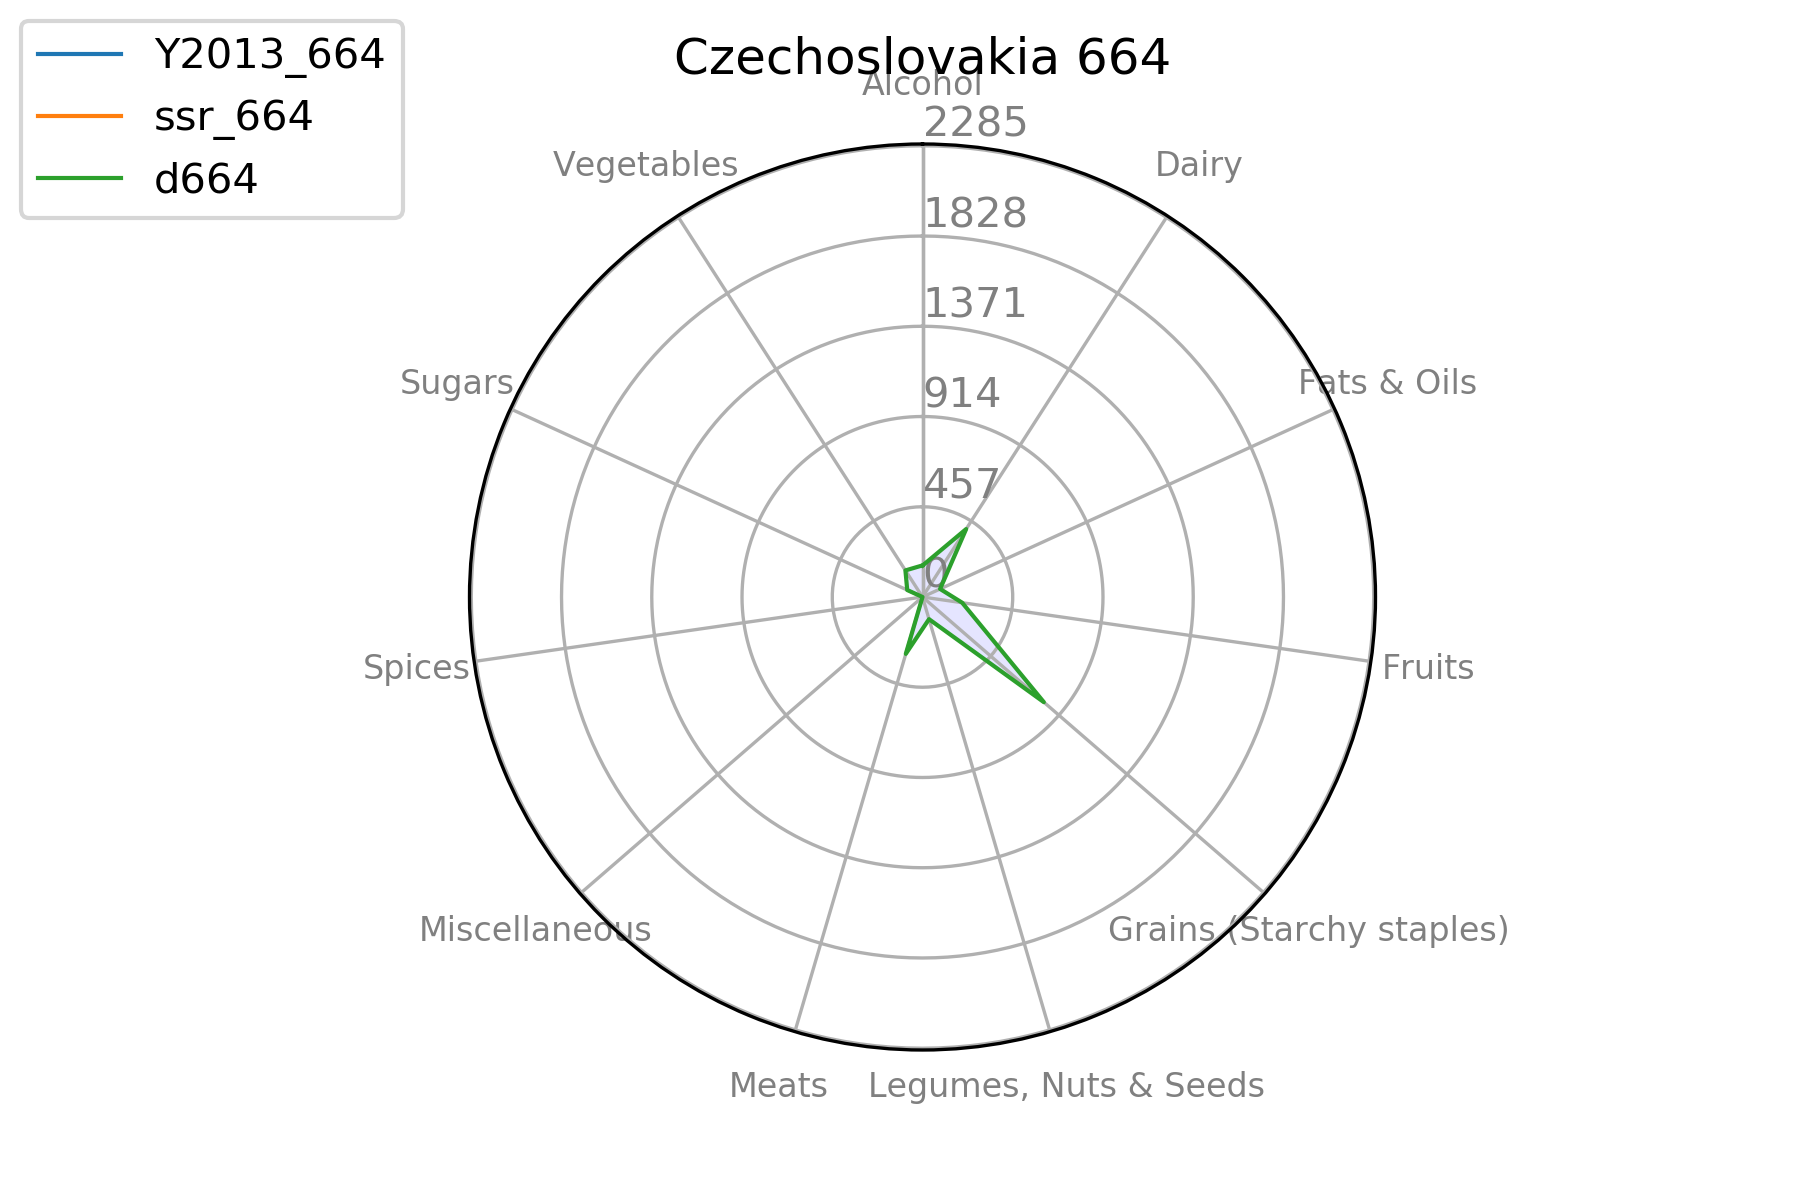 Y2013_664
ssr_664
d664
Czechoslovakia 664
Alcohol
2285
Vegetables
Dairy
1828
1371
Sugars
Fats & Oils
914
457
0
Spices
Fruits
Miscellaneous
Grains (Starchy staples)
Meats
Legumes, Nuts & Seeds